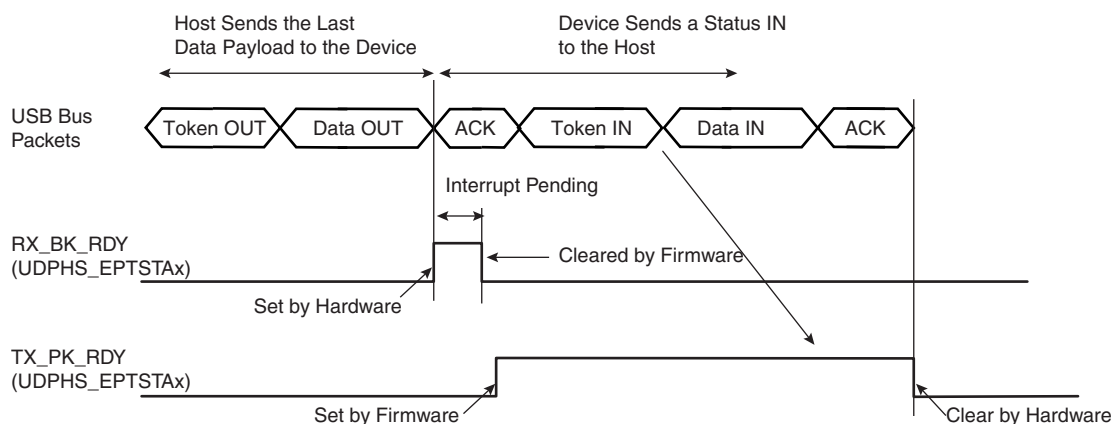 Host Sends the Last
Data Payload to the Device
Device Sends a Status IN
to the Host
USB Bus
Packets
Token OUT
Data OUT
ACK
Token IN
Data IN
ACK
Interrupt Pending
RX_BK_RDY
(UDPHS_EPTSTAx)
Cleared by Firmware
Set by Hardware
TX_PK_RDY
(UDPHS_EPTSTAx)
Set by Firmware
Clear by Hardware